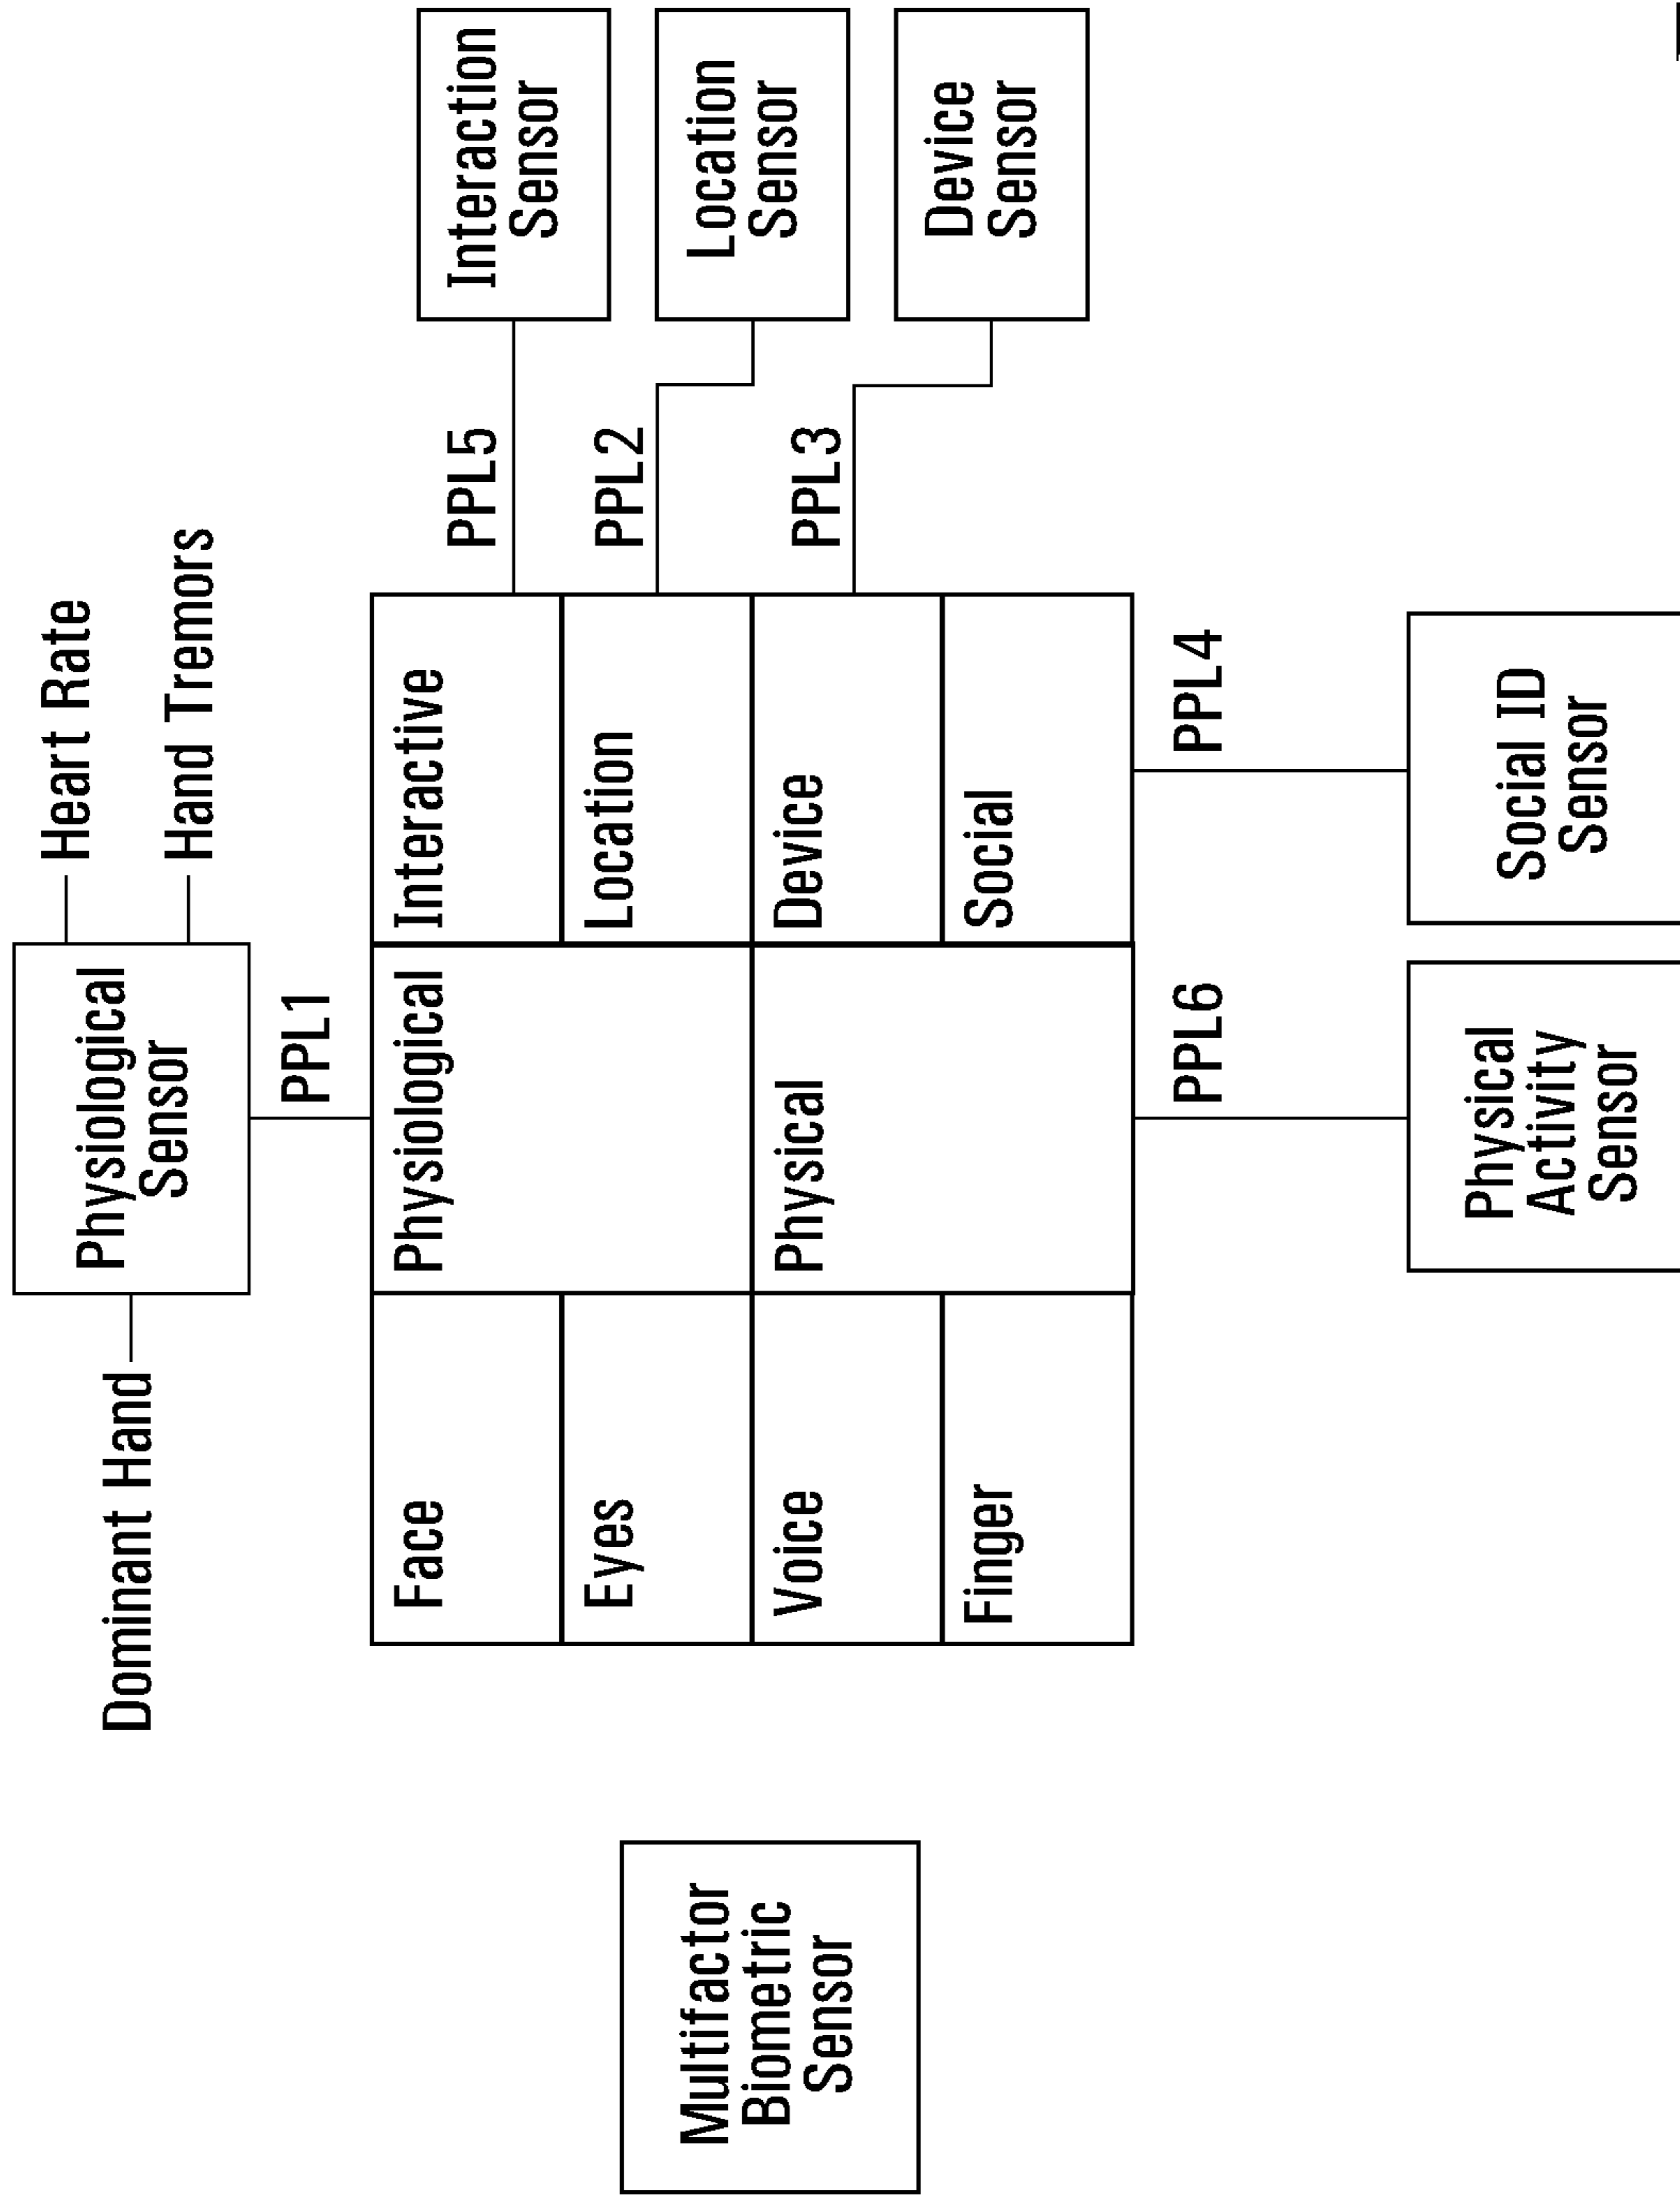 Heart Rate
Dominant Hand
Physiological
Sensor
Hand Tremors
PPL1
Face
Physiological
Interactive
PPL5
Interaction
Sensor
Eyes
Location
PPL2
Location
Sensor
Multifactor
Biometric
Sensor
Voice
Physical
Device
PPL3
Device
Sensor
Finger
Social
PPL6
PPL4
Physical
Activity
Sensor
Social ID
Sensor